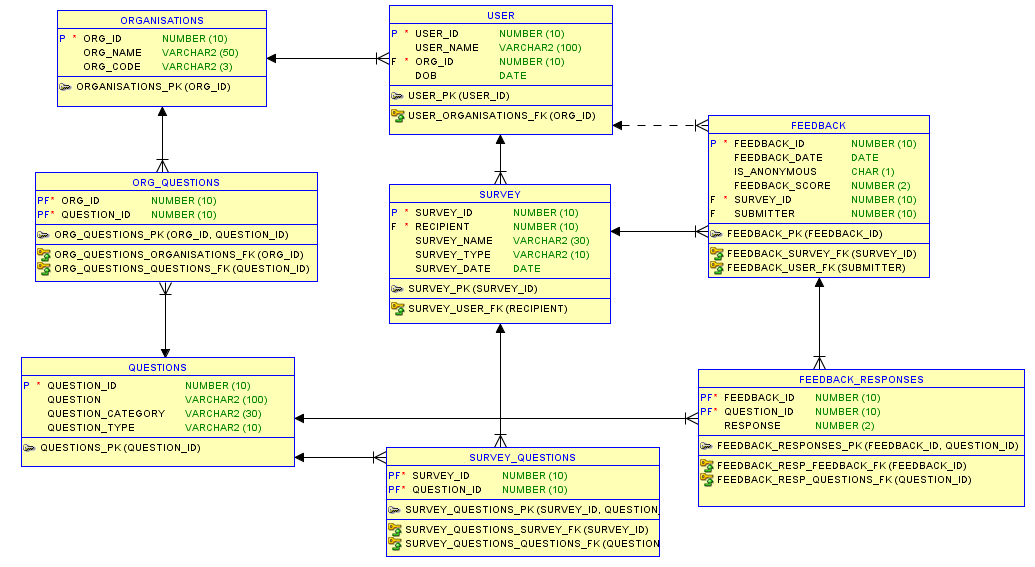 ORGANISATIONS
P * ORG_ID NUMBER (10)
ORG_NAME VARCHAR2 (50)
ORG_CODE VARCHAR2 (3)
ORGANISATIONS_PK (ORG_ID)
USER
P * USER_ID NUMBER (10)
USER_NAME VARCHAR2 (100)
F * ORG_ID NUMBER (10)
DOB DATE
USER_PK (USER_ID)
USER_ORGANISATIONS_FK (ORG_ID)
FEEDBACK
P * FEEDBACK_ID NUMBER (10)
FEEDBACK_DATE DATE
IS_ANONYMOUS CHAR (1)
FEEDBACK_SCORE NUMBER (2)
F * SURVEY_ID NUMBER (10)
F SUBMITTER NUMBER (10)
FEEDBACK_PK (FEEDBACK_ID)
FEEDBACK_SURVEY_FK (SURVEY_ID)
FEEDBACK_USER_FK (SUBMITTER)
ORG_QUESTIONS
PF* ORG_ID NUMBER (10)
PF* QUESTION_ID NUMBER (10)
ORG_QUESTIONS_PK (ORG_ID, QUESTION_ID)
ORG_QUESTIONS_ORGANISATIONS_FK (ORG_ID)
ORG_QUESTIONS_QUESTIONS_FK (QUESTION_ID)
SURVEY
P * SURVEY_ID NUMBER (10)
F * RECIPIENT NUMBER (10)
SURVEY_NAME VARCHAR2 (30)
SURVEY_TYPE VARCHAR2 (10)
SURVEY_DATE DATE
SURVEY_PK (SURVEY_ID)
SURVEY_USER_FK (RECIPIENT)
QUESTIONS
P * QUESTION_ID NUMBER (10)
QUESTION VARCHAR2 (100)
QUESTION_CATEGORY VARCHAR2 (30)
QUESTION_TYPE VARCHAR2 (10)
QUESTIONS_PK (QUESTION_ID)
FEEDBACK_RESPONSES
PF* FEEDBACK_ID NUMBER (10)
PF* QUESTION_ID NUMBER (10)
RESPONSE NUMBER (2)
FEEDBACK_RESPONSES_PK (FEEDBACK_ID, QUESTION_ID)
FEEDBACK_RESP_FEEDBACK_FK (FEEDBACK_ID)
FEEDBACK_RESP_QUESTIONS_FK (QUESTION_ID)
SURVEY_QUESTIONS
PF* SURVEY_ID NUMBER (10)
PF* QUESTION_ID NUMBER (10)
SURVEY_QUESTIONS_PK (SURVEY_ID, QUESTION_
SURVEY_QUESTIONS_SURVEY_FK (SURVEY_ID)
SURVEY_QUESTIONS_QUESTIONS_FK (QUESTION